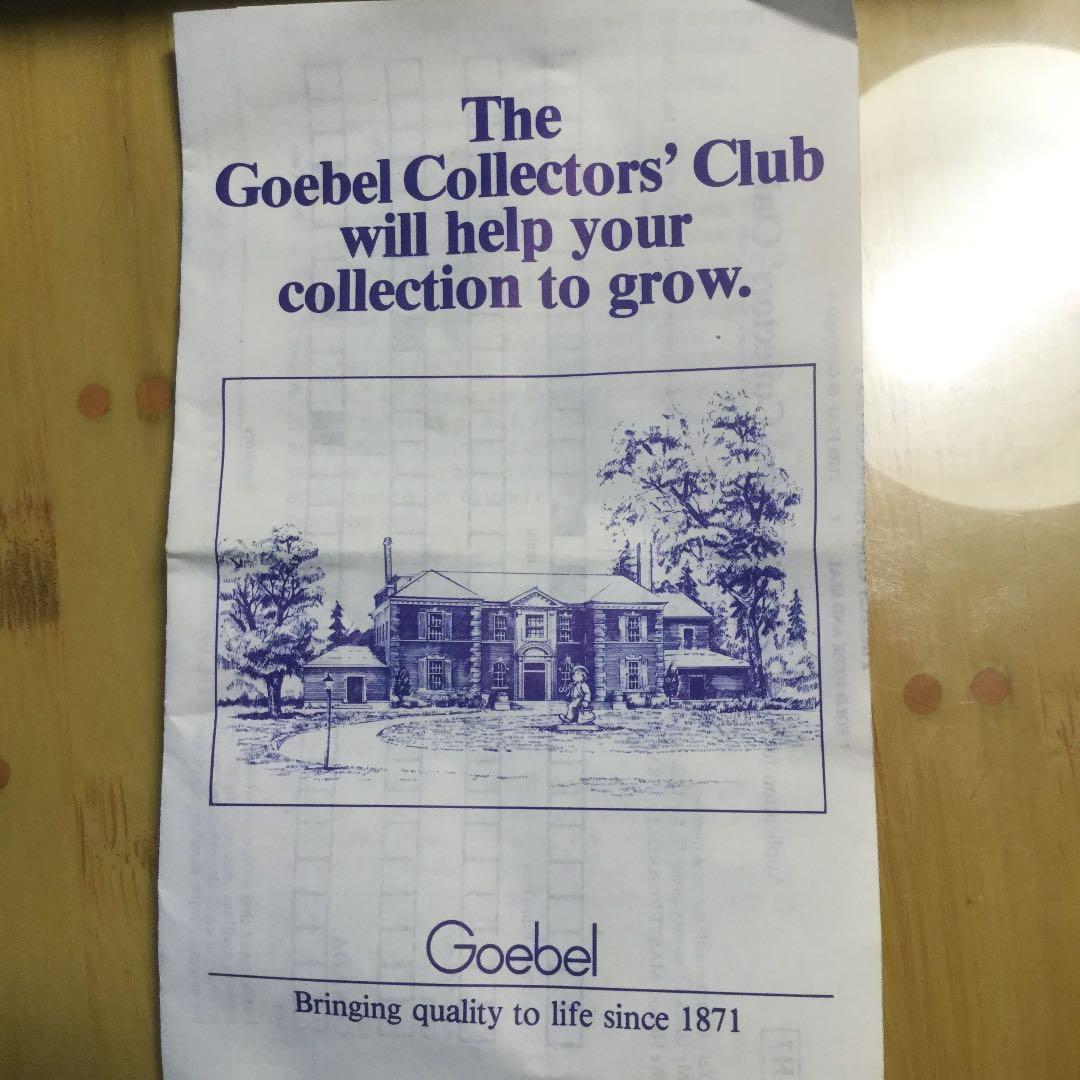 The
Goebel Collectors' Club
will help your
collection to grow.
Goebel
Bringing quality to life since 1871